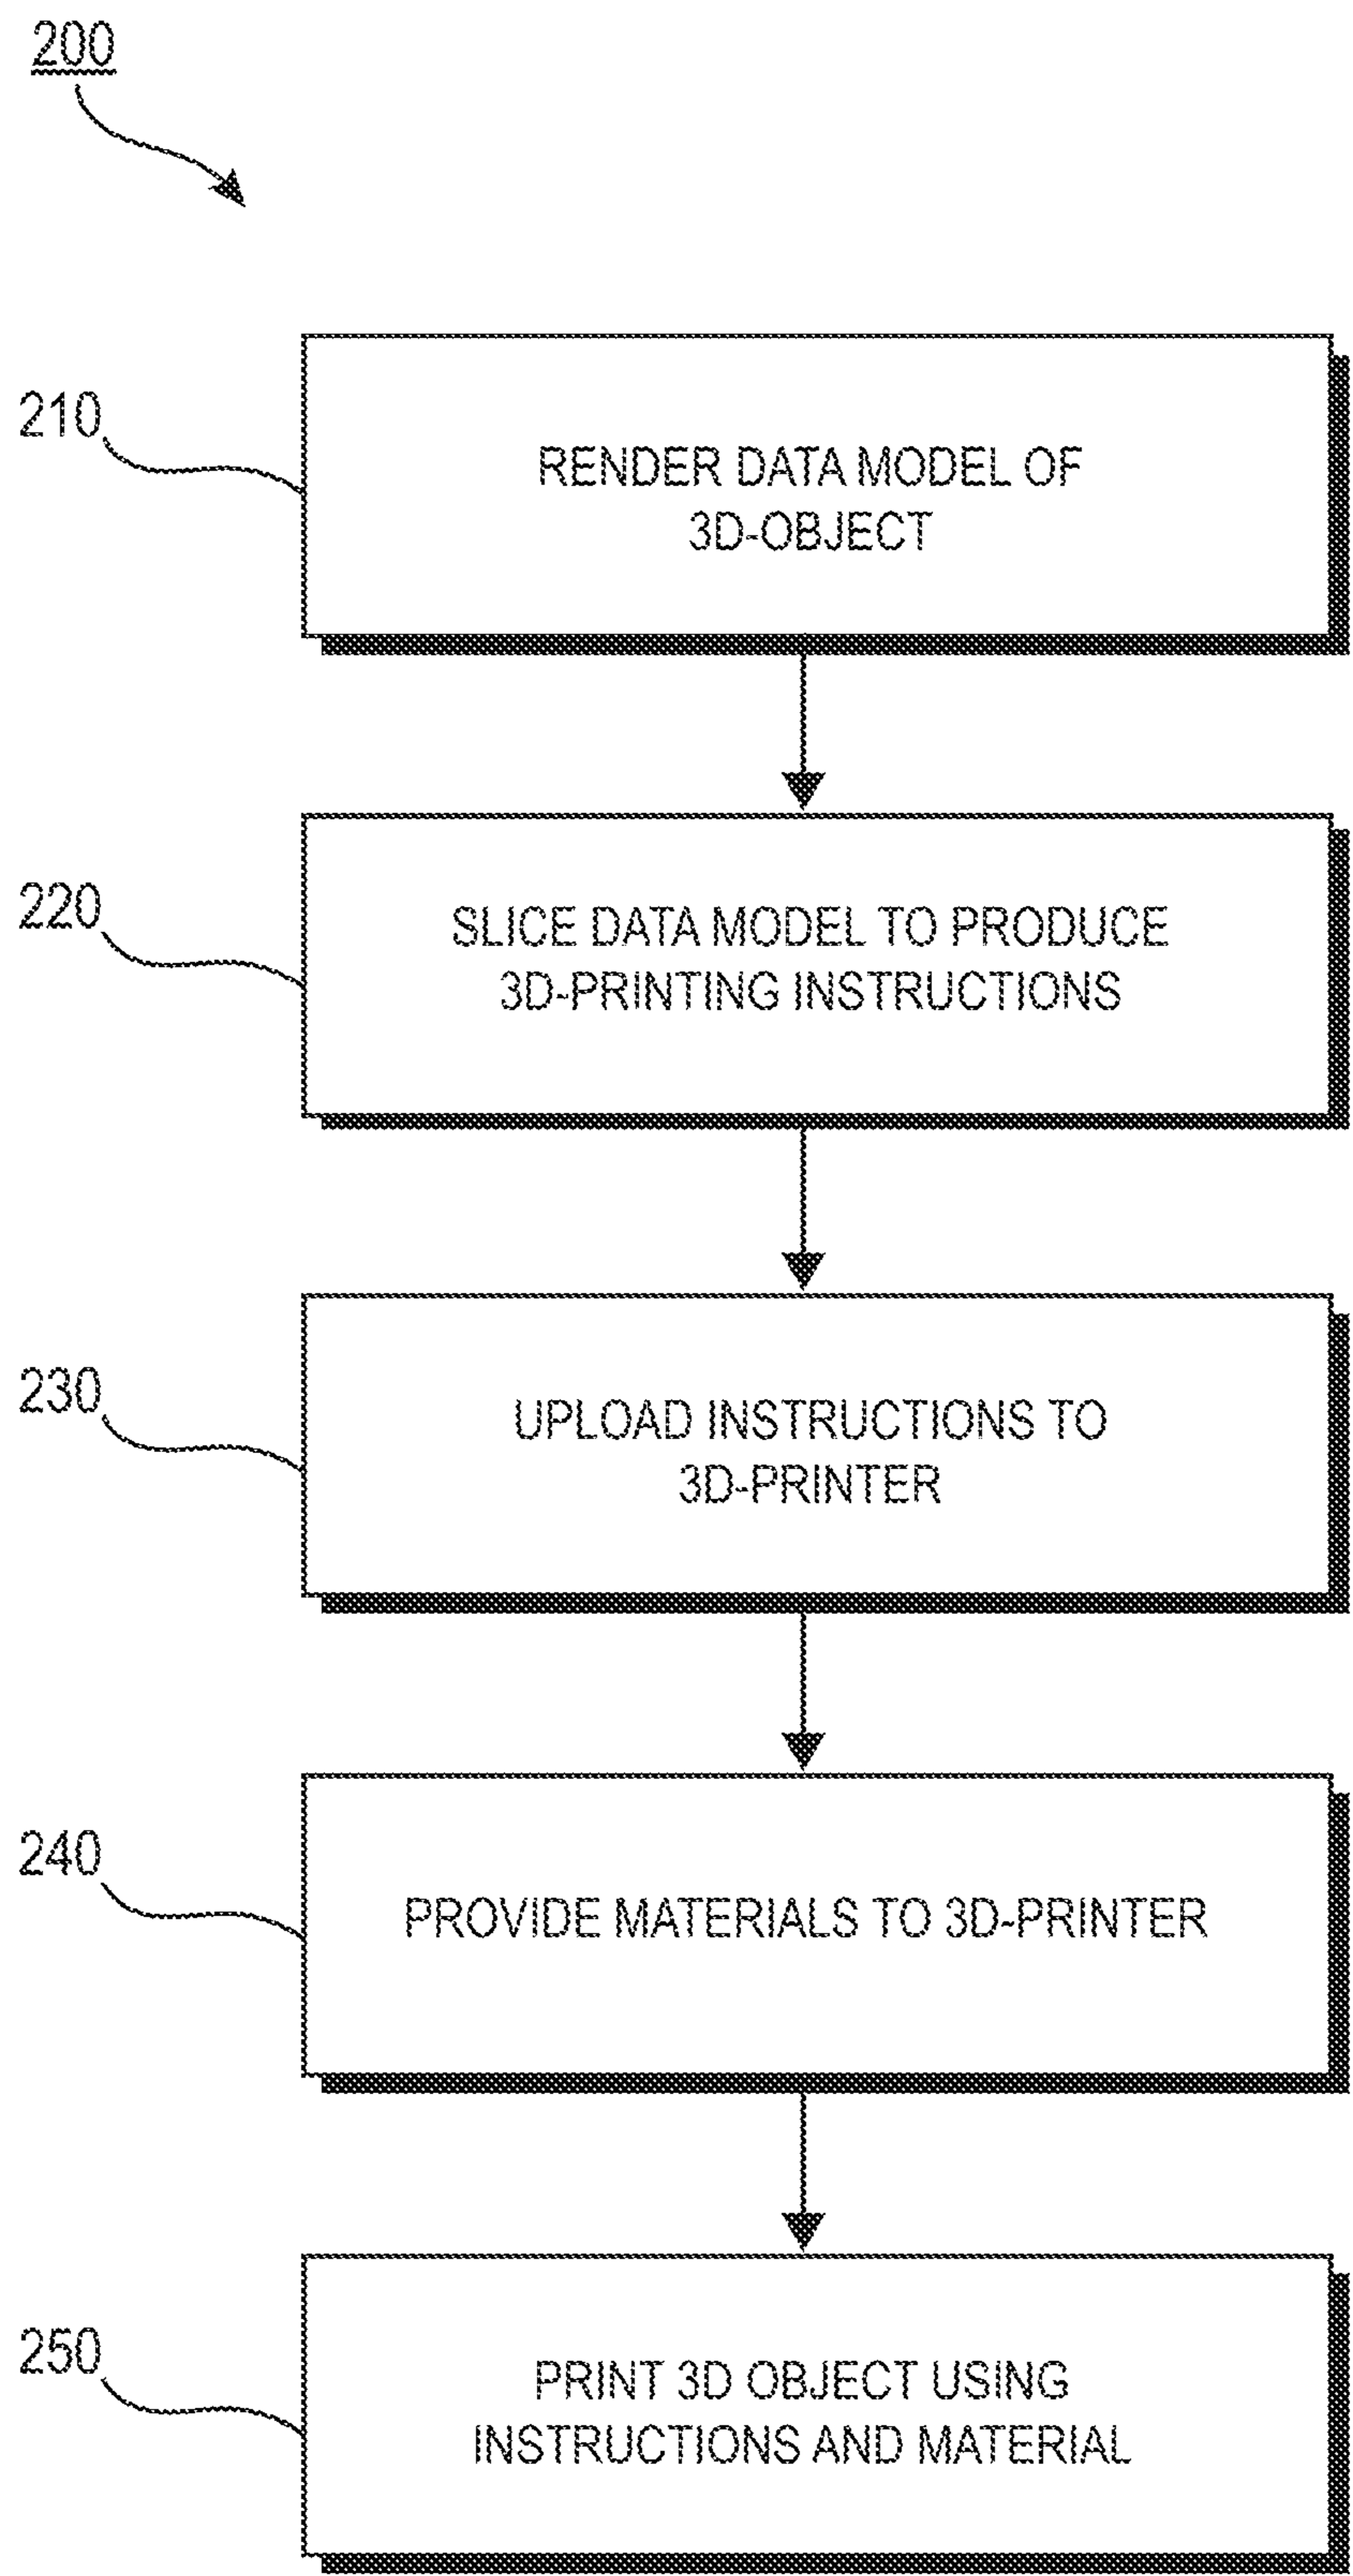 200
210
RENDER DATA MODEL OF
3D-OBJECT
220
SLICE DATA MODEL TO PRODUCE
3D-PRINTING INSTRUCTIONS
230
UPLOAD INSTRUCTIONS TO
3D-PRINTER
240
PROVIDE MATERIALS TO 3D-PRINTER
250
PRINT 3D OBJECT USING
INSTRUCTIONS AND MATERIAL